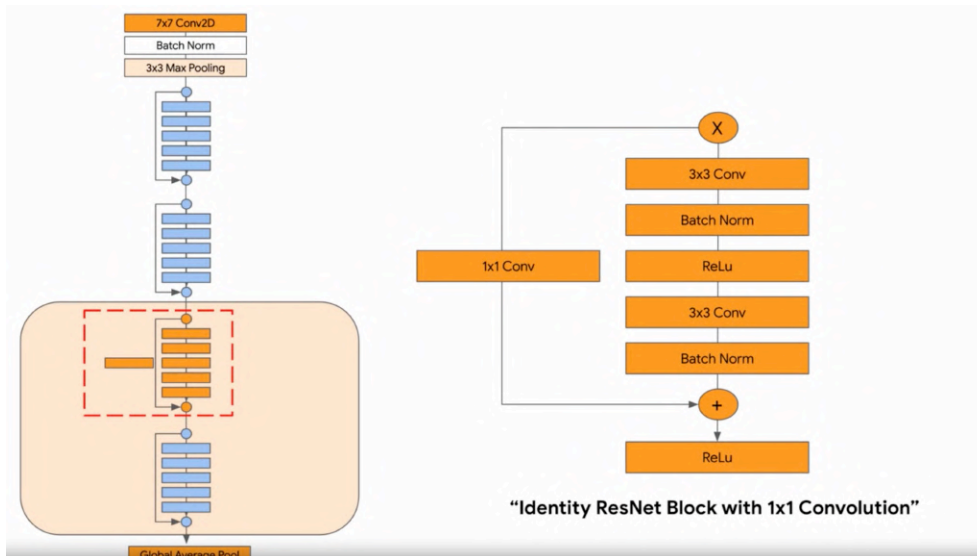 7x7 Conv2D
Batch Norm
3x3 Max Pooling
Global Average Pool
X
3x3 Conv
Batch Norm
1x1 Conv
ReLu
3x3 Conv
Batch Norm
+
ReLu
“Identity ResNet Block with 1x1 Convolution”